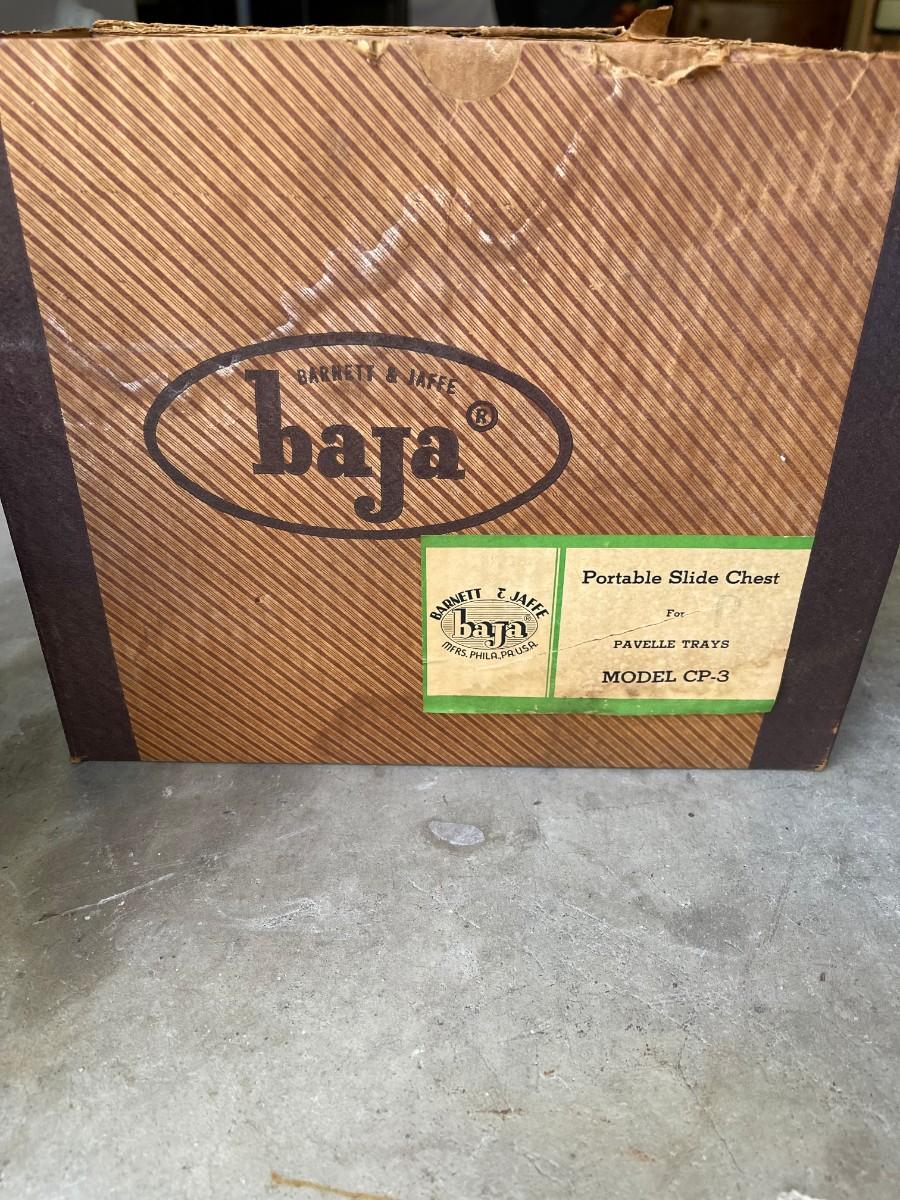 BARNETT & JAFFE
baJa®
BARNETT & JAFFE
baJa®
MFRS. PHILA., PA. U.S.A.
Portable Slide Chest
For
PAVELLE TRAYS
MODEL CP-3